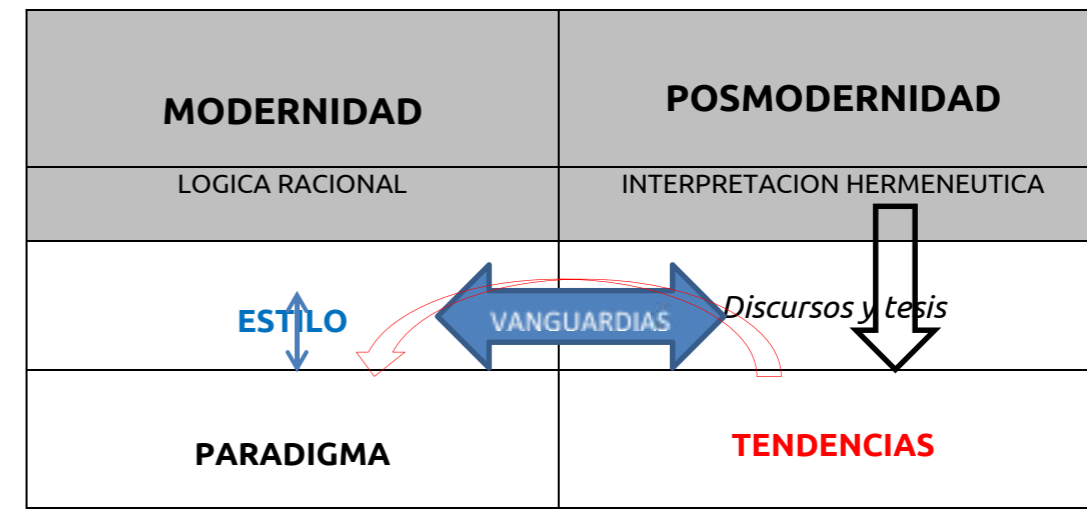 MODERNIDAD
POSMODERNIDAD
LOGICA RACIONAL
INTERPRETACION HERMENEUTICA
ESTILO
VANGUARDIAS
Discursos y tesis
PARADIGMA
TENDENCIAS